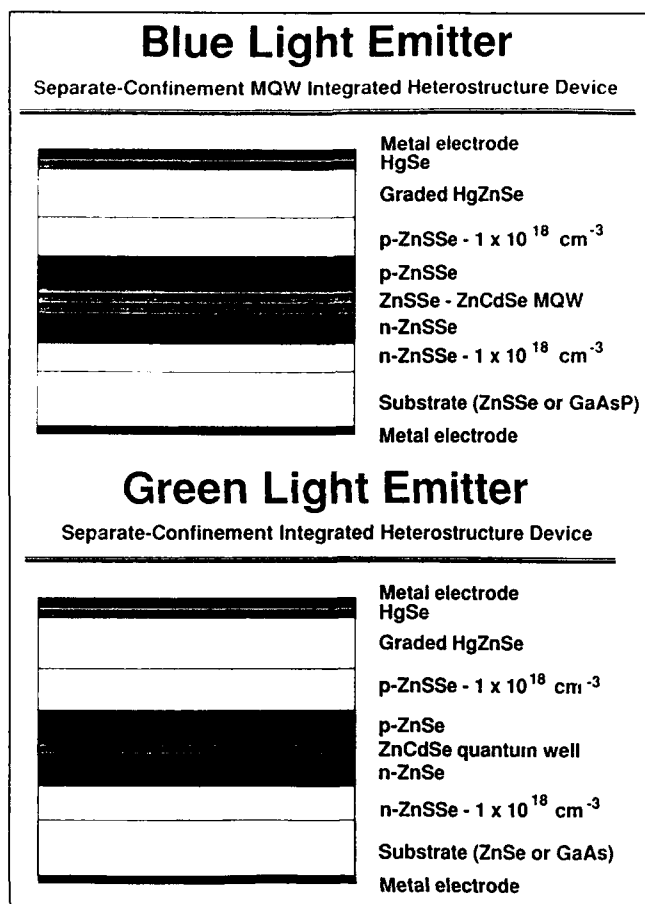 Blue Light Emitter
Separate-Confinement MQW Integrated Heterostructure Device
Metal electrode
HgSe
Graded HgZnSe
p-ZnSSe - 1 x 10^18 cm^-3
p-ZnSSe
ZnSSe - ZnCdSe MQW
n-ZnSSe
n-ZnSSe - 1 x 10^18 cm^-3
Substrate (ZnSSe or GaAsP)
Metal electrode
Green Light Emitter
Separate-Confinement Integrated Heterostructure Device
Metal electrode
HgSe
Graded HgZnSe
p-ZnSSe - 1 x 10^18 cm^-3
p-ZnSe
ZnCdSe quantum well
n-ZnSe
n-ZnSSe - 1 x 10^18 cm^-3
Substrate (ZnSe or GaAs)
Metal electrode